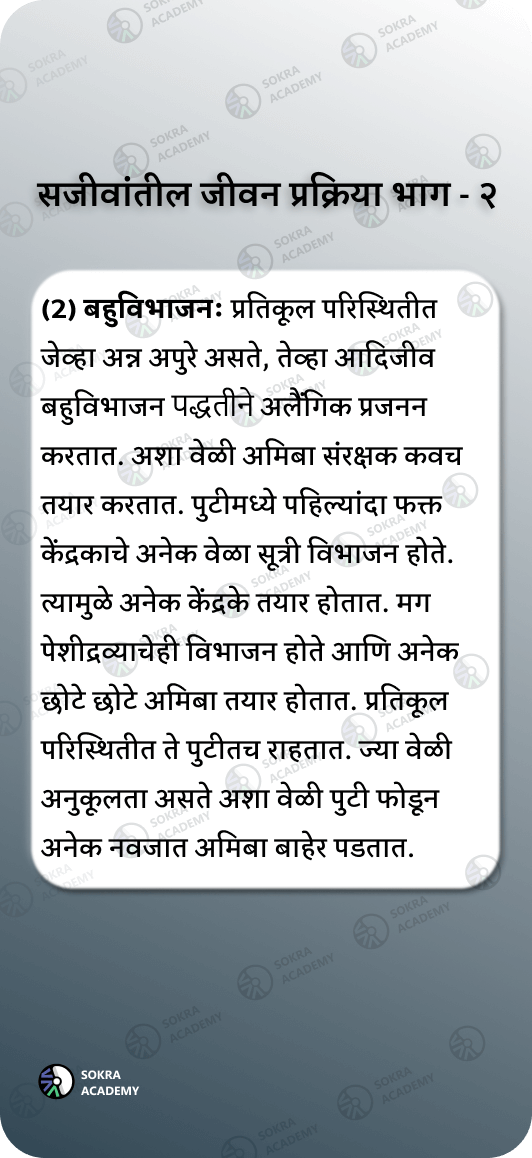 सजीवांतील जीवन प्रक्रिया भाग - २
(2) बहुविभाजनः प्रतिकूल परिस्थितीत
जेव्हा अन्न अपुरे असते, तेव्हा आदिजीव
बहुविभाजन पद्धतीने अलैंगिक प्रजनन
करतात. अशा वेळी अमिबा संरक्षक कवच
तयार करतात. पुटीमध्ये पहिल्यांदा फक्त
केंद्रकाचे अनेक वेळा सूत्री विभाजन होते.
त्यामुळे अनेक केंद्रके तयार होतात. मग
पेशीद्रव्याचेही विभाजन होते आणि अनेक
छोटे छोटे अमिबा तयार होतात. प्रतिकूल
परिस्थितीत ते पुटीतच राहतात. ज्या वेळी
अनुकूलता असते अशा वेळी पुटी फोडून
अनेक नवजात अमिबा बाहेर पडतात.
SOKRA
ACADEMY